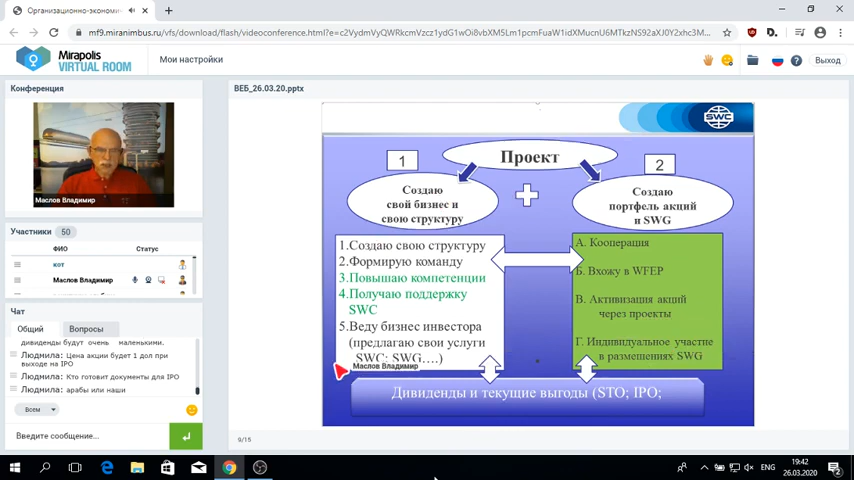 Организационно-экономи-
mf9.miranimbus.ru/vfs/download/flash/videoconference.html?e=c2VydmVyQWRkcmVzcz1ydG1wOi8vbXM5Lm1pcmFuaW1idXMucnU6MTkzNS92aXJ0Y2xhc3M...
Mirapolis
VIRTUAL ROOM
Мои настройки
Выход
Конференция
Маслов Владимир
Участники 50
ФИО Статус
кот
Маслов Владимир
Чат
Общий Вопросы
дивиденды будут очень маленькими.
Людмила: Цена акции будет 1 дол при
выходе на IPO
Людмила: Кто готовит документы для IPO
Людмила: арабы или наши
Всем
Введите сообщение...
ВЕБ_26.03.20.pptx
SWC
Проект
1
2
Создаю
свой бизнес и
свою структуру
Создаю
портфель акций
и SWG
1.Создаю свою структуру
2.Формирую команду
3.Повышаю компетенции
4.Получаю поддержку
SWC
5.Веду бизнес инвестора
(предлагаю свои услуги
SWC; SWG....)
Маслов Владимир
А. Кооперация
Б. Вхожу в WFEP
В. Активизация акций
через проекты
Г. Индивидуальное участие
в размещениях SWG
Дивиденды и текущие выгоды (STO; IPO;
9/15
ENG
19:42
26.03.2020
2